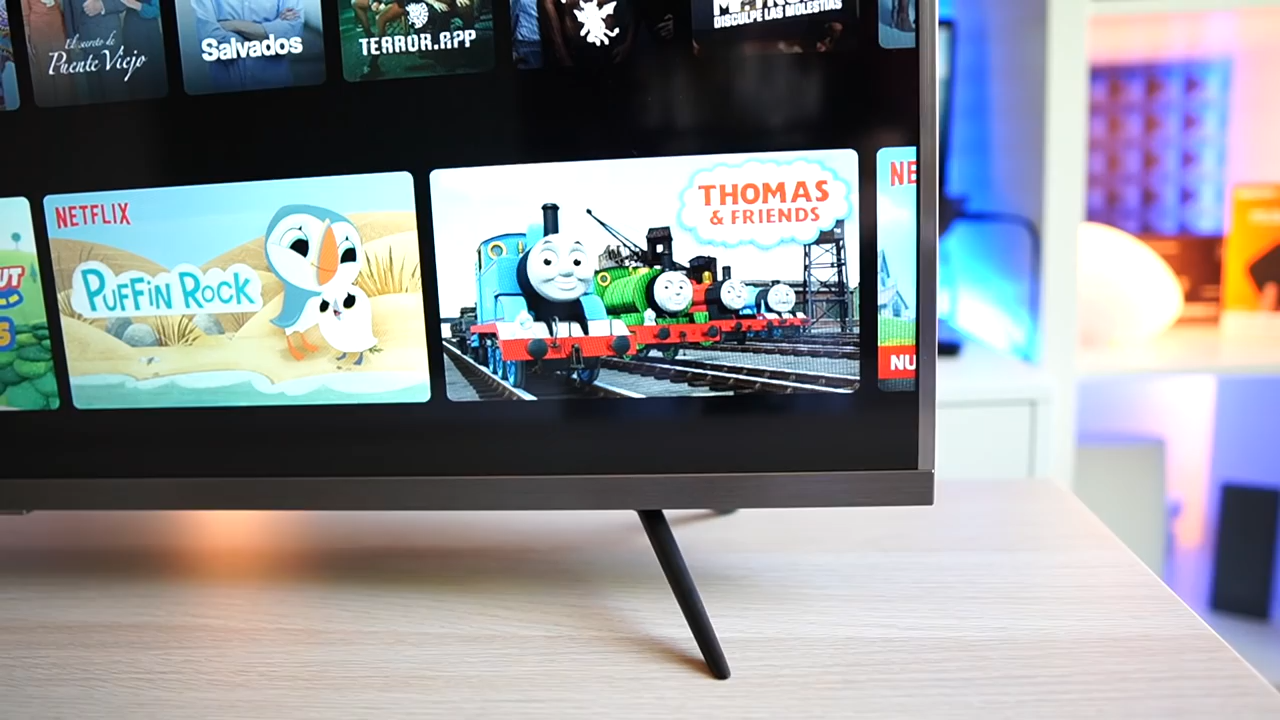 El secreto de
Puente Viejo
Salvados
TERROR.APP
DISCULPE LAS MOLESTIAS
NETFLIX
PUFFIN ROCK
THOMAS
& FRIENDS
NE
NU